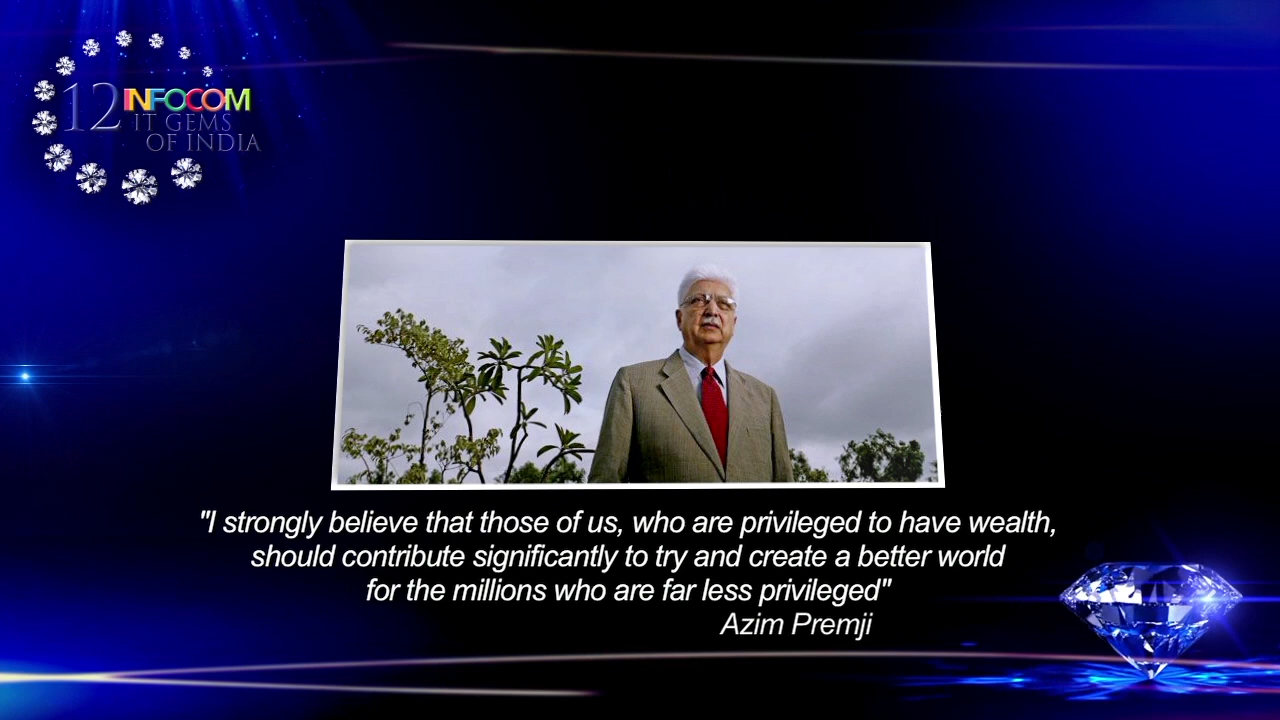 12 INFOCOM
IT GEMS
OF INDIA
"I strongly believe that those of us, who are privileged to have wealth,
should contribute significantly to try and create a better world
for the millions who are far less privileged"
Azim Premji